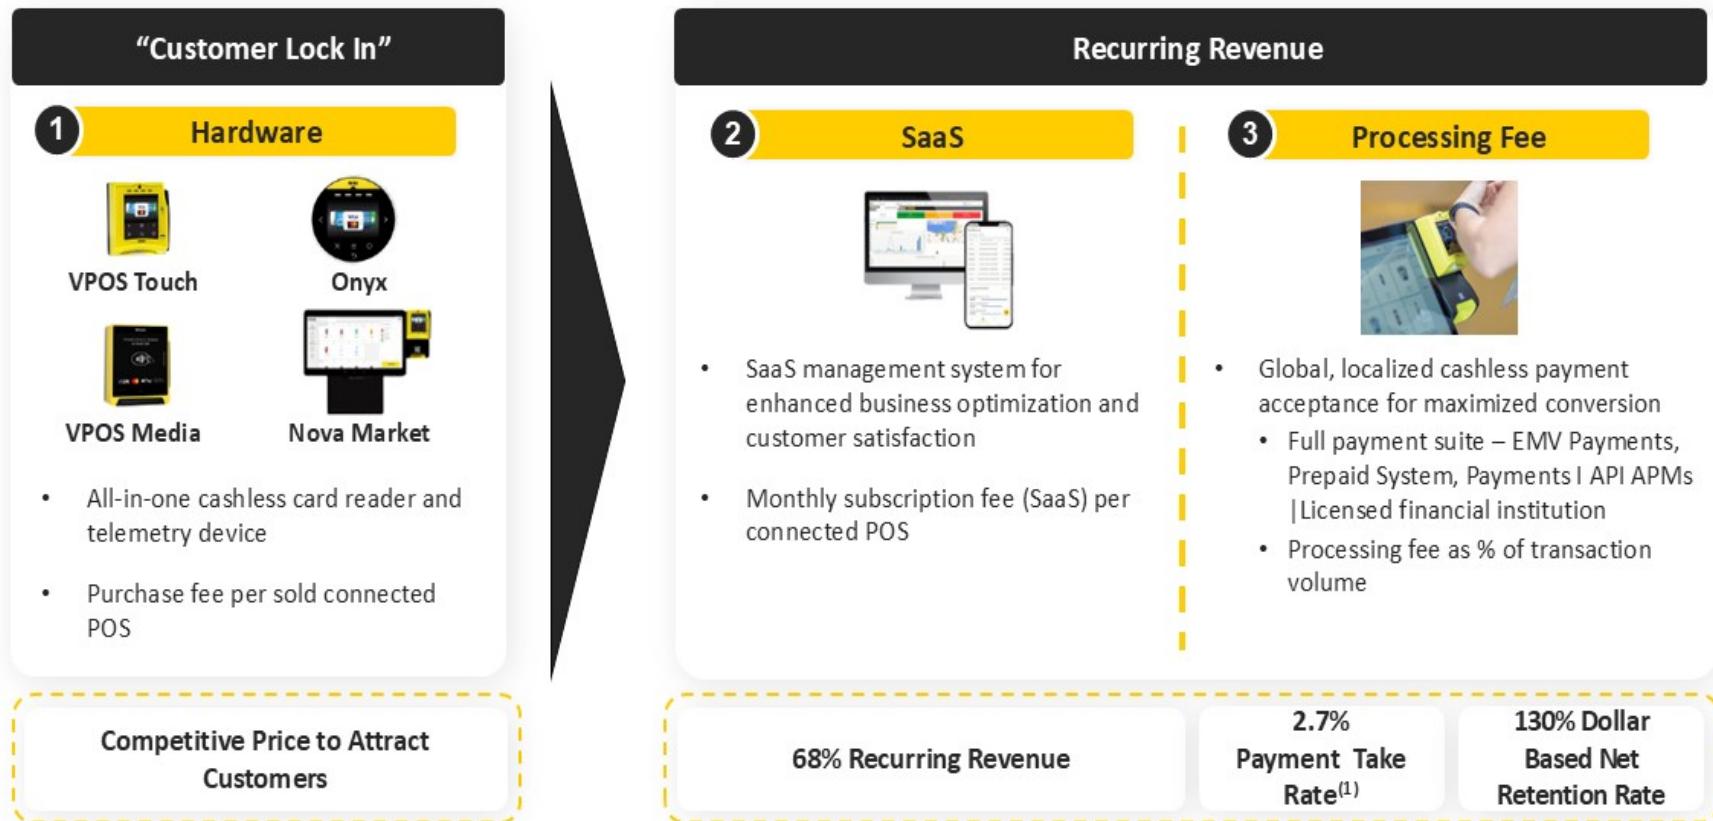 “Customer Lock In”
1
Hardware
VPOS Touch
Onyx
VPOS Media
Nova Market
• All-in-one cashless card reader and
telemetry device
• Purchase fee per sold connected
POS
Competitive Price to Attract
Customers
Recurring Revenue
2
SaaS
• SaaS management system for
enhanced business optimization and
customer satisfaction
• Monthly subscription fee (SaaS) per
connected POS
3
Processing Fee
• Global, localized cashless payment
acceptance for maximized conversion
• Full payment suite – EMV Payments,
Prepaid System, Payments I API APMs
|Licensed financial institution
• Processing fee as % of transaction
volume
68% Recurring Revenue
2.7%
Payment Take
Rate(1)
130% Dollar
Based Net
Retention Rate